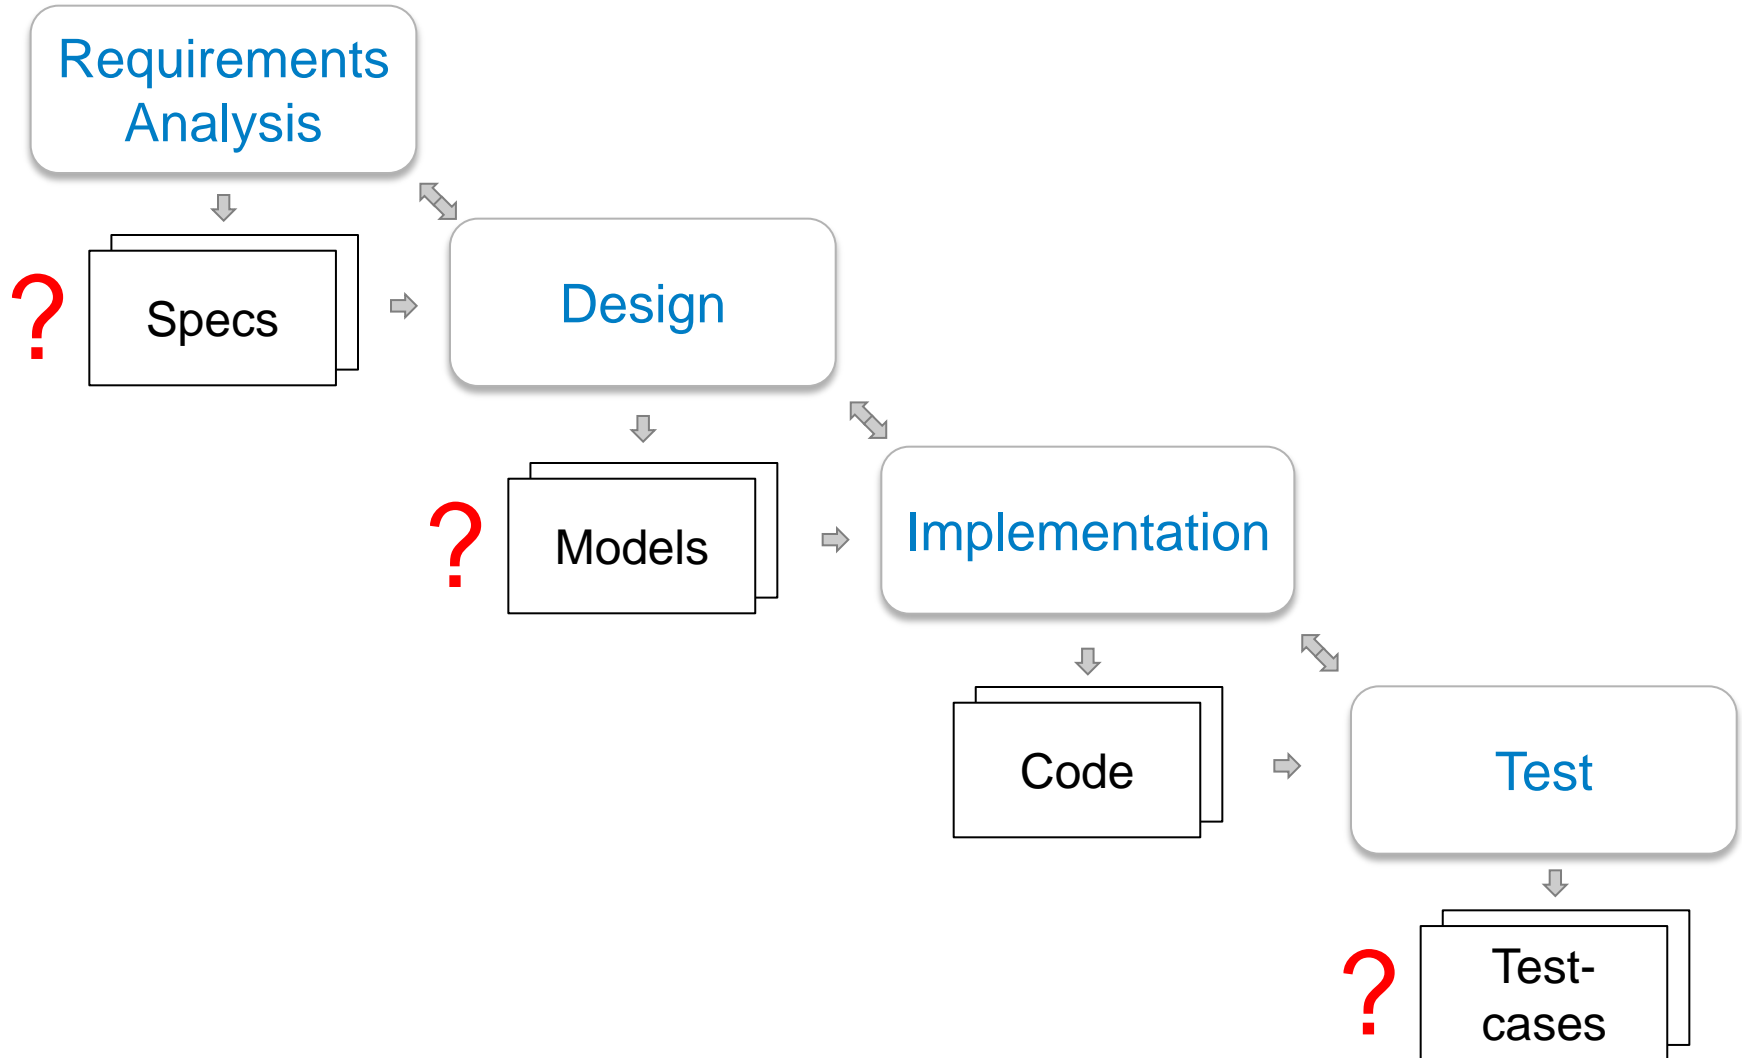 Requirements
Analysis
?
Specs
Design
?
Models
Implementation
Code
Test
?
Test-
cases